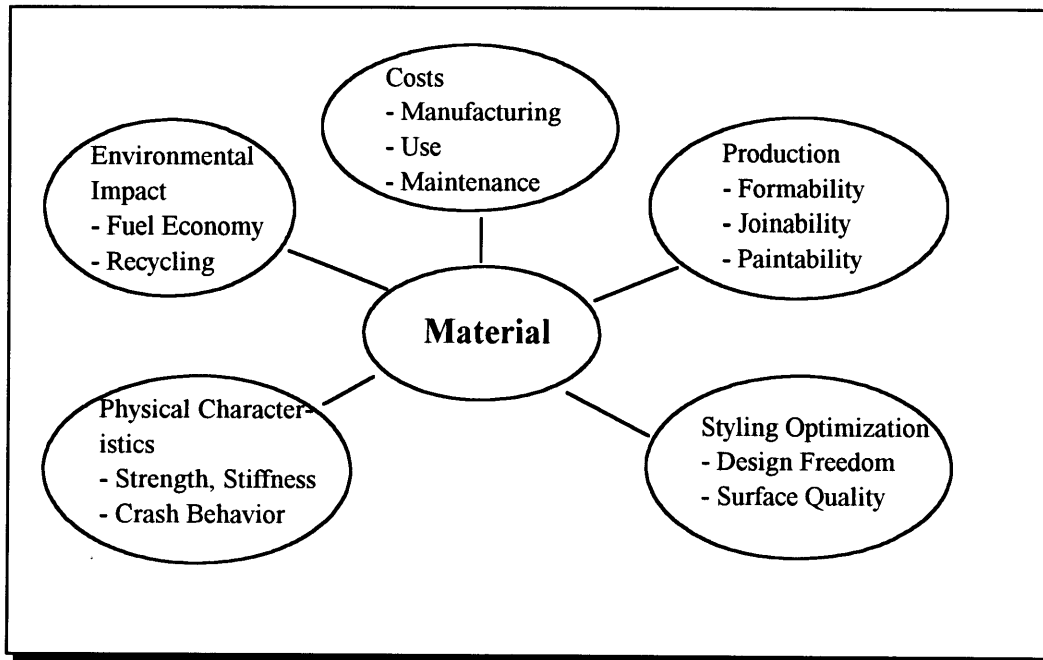 Costs
- Manufacturing
- Use
- Maintenance
Environmental
Impact
- Fuel Economy
- Recycling
Production
- Formability
- Joinability
- Paintability
Material
Physical Character-
istics
- Strength, Stiffness
- Crash Behavior
Styling Optimization
- Design Freedom
- Surface Quality